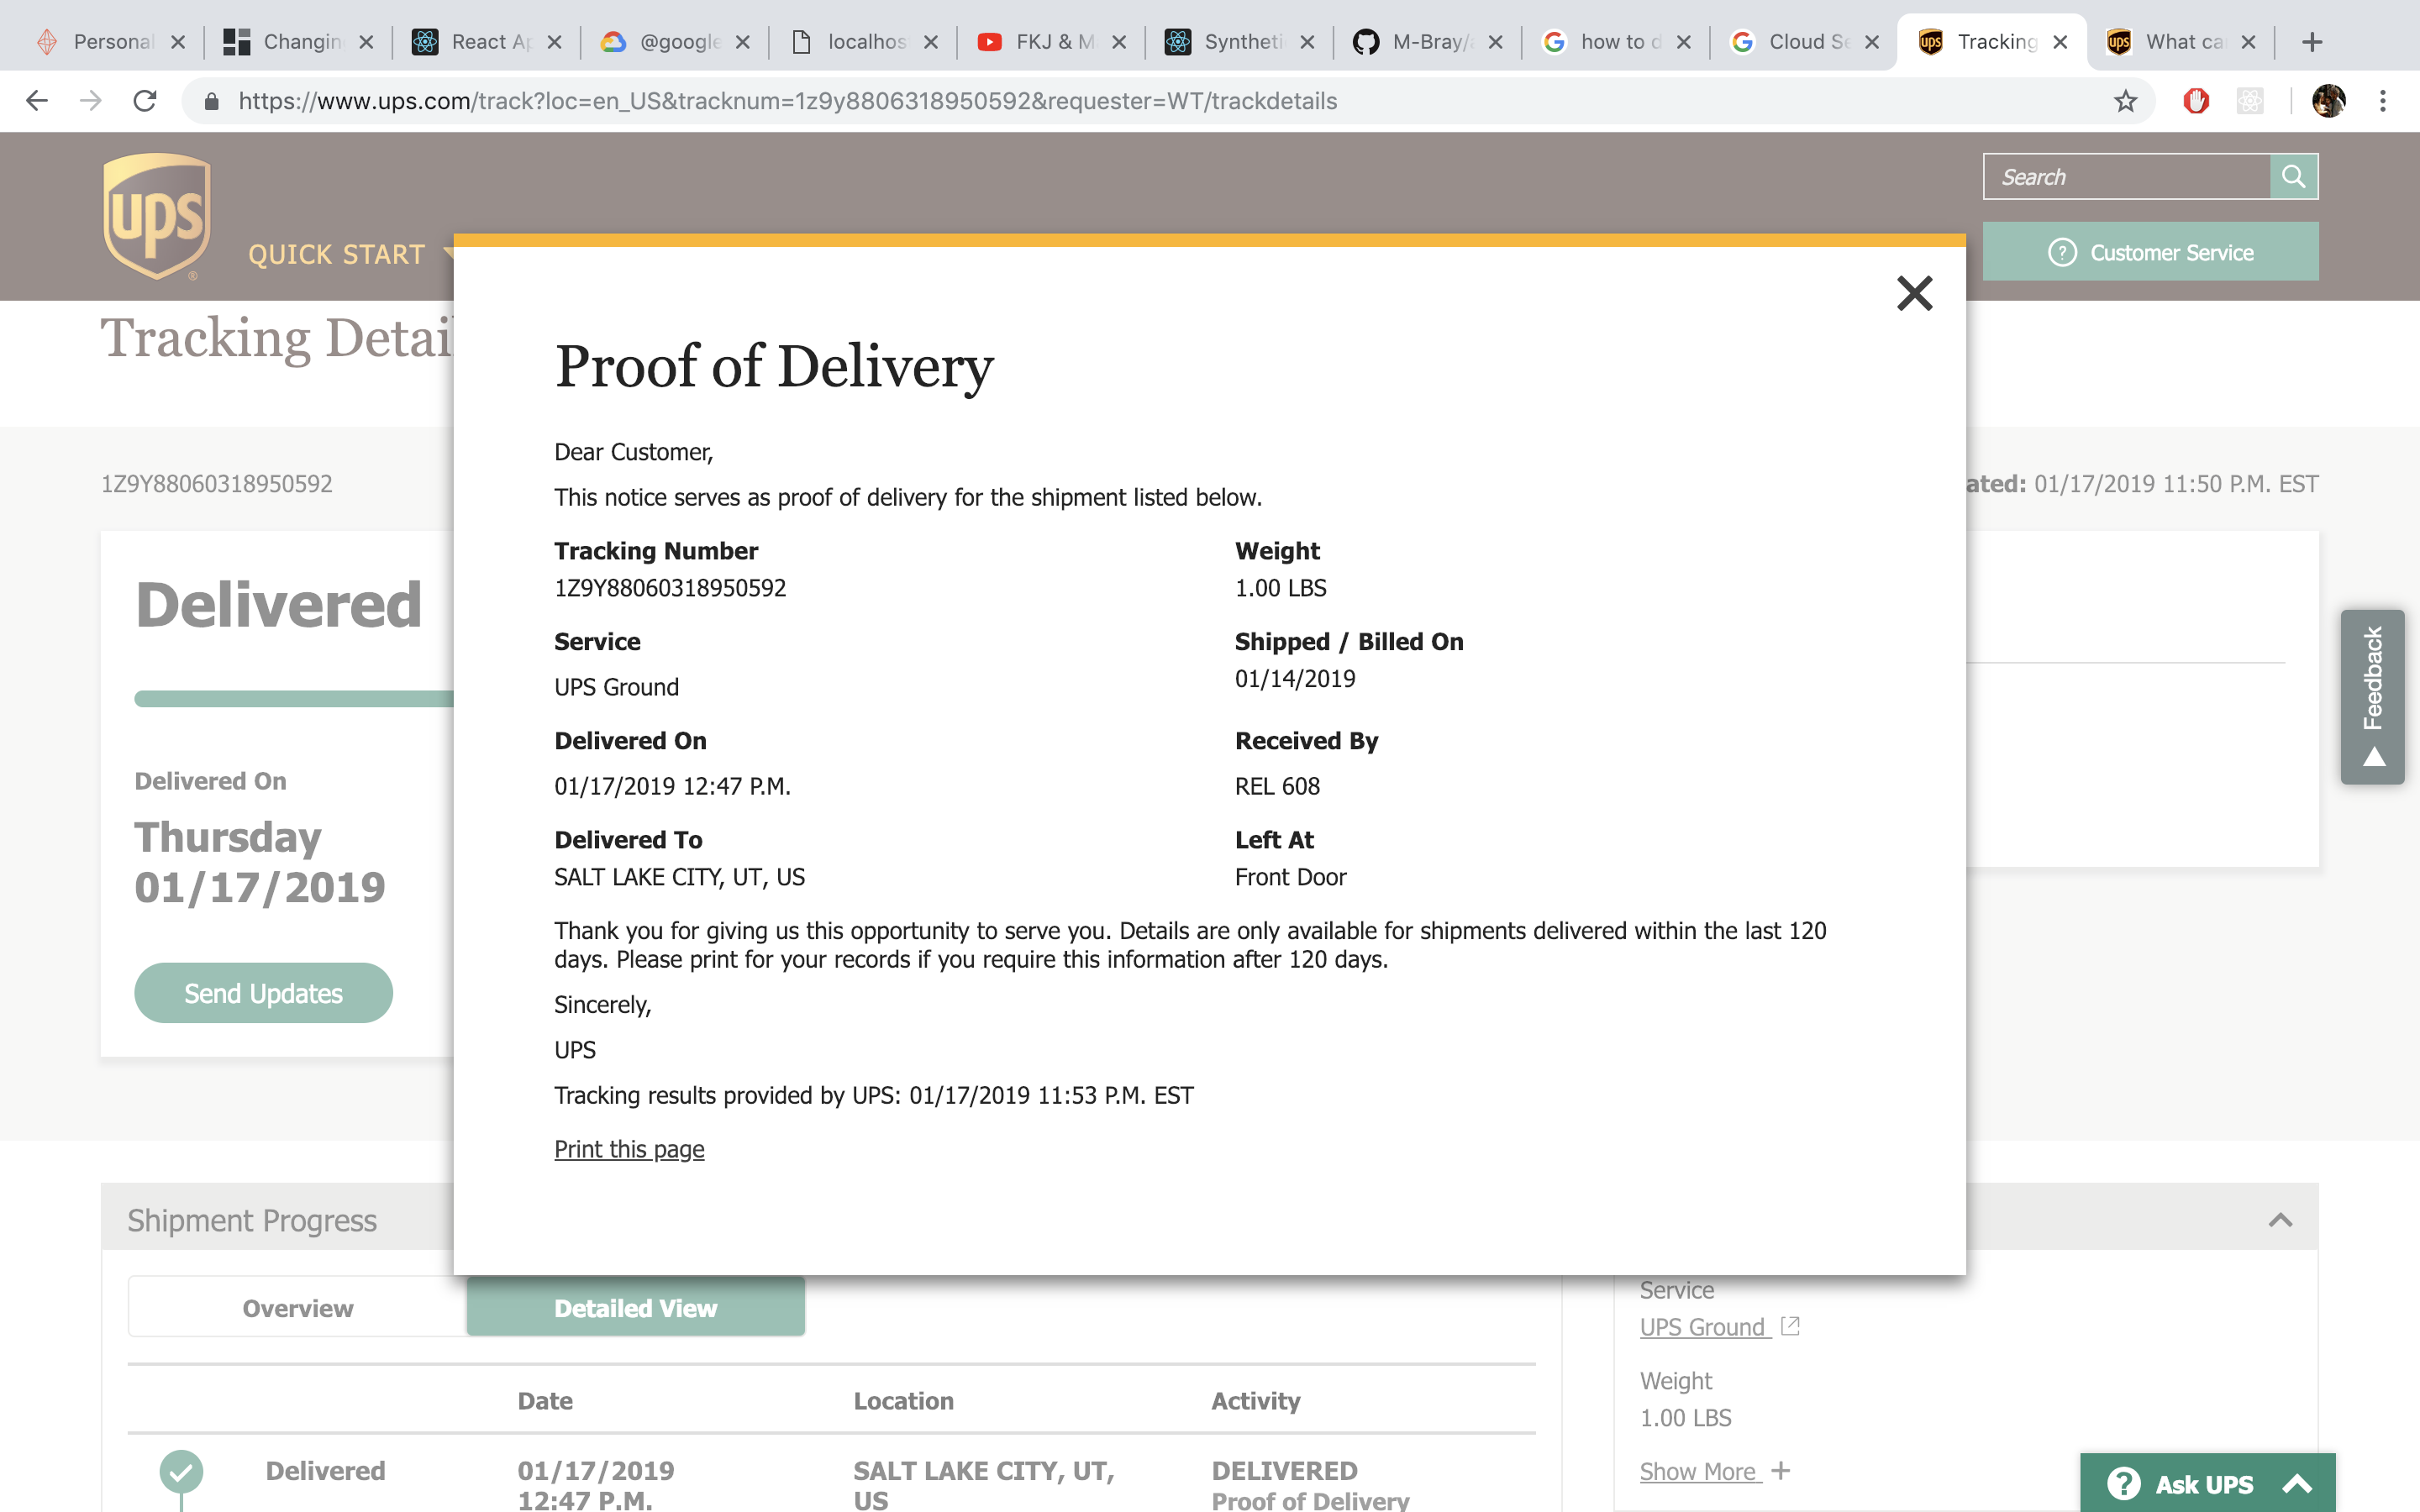 Personal
Changin
React Ap
@google
localhos
FKJ & M
Syntheti
M-Bray/
how to d
Cloud Se
Tracking
What ca
https://www.ups.com/track?loc=en_US&tracknum=1z9y88060318950592&requester=WT/trackdetails
ups
QUICK START
Search
Customer Service
Tracking Detai
1Z9Y88060318950592
ated: 01/17/2019 11:50 P.M. EST
Delivered
Delivered On
Thursday
01/17/2019
Send Updates
Feedback
Proof of Delivery
Dear Customer,
This notice serves as proof of delivery for the shipment listed below.
Tracking Number
1Z9Y88060318950592
Weight
1.00 LBS
Service
UPS Ground
Shipped / Billed On
01/14/2019
Delivered On
01/17/2019 12:47 P.M.
Received By
REL 608
Delivered To
SALT LAKE CITY, UT, US
Left At
Front Door
Thank you for giving us this opportunity to serve you. Details are only available for shipments delivered within the last 120
days. Please print for your records if you require this information after 120 days.
Sincerely,
UPS
Tracking results provided by UPS: 01/17/2019 11:53 P.M. EST
Print this page
Shipment Progress
Overview
Detailed View
Date
Location
Activity
Delivered
01/17/2019
12:47 P.M.
SALT LAKE CITY, UT,
US
DELIVERED
Proof of Delivery
Service
UPS Ground
Weight
1.00 LBS
Show More
Ask UPS